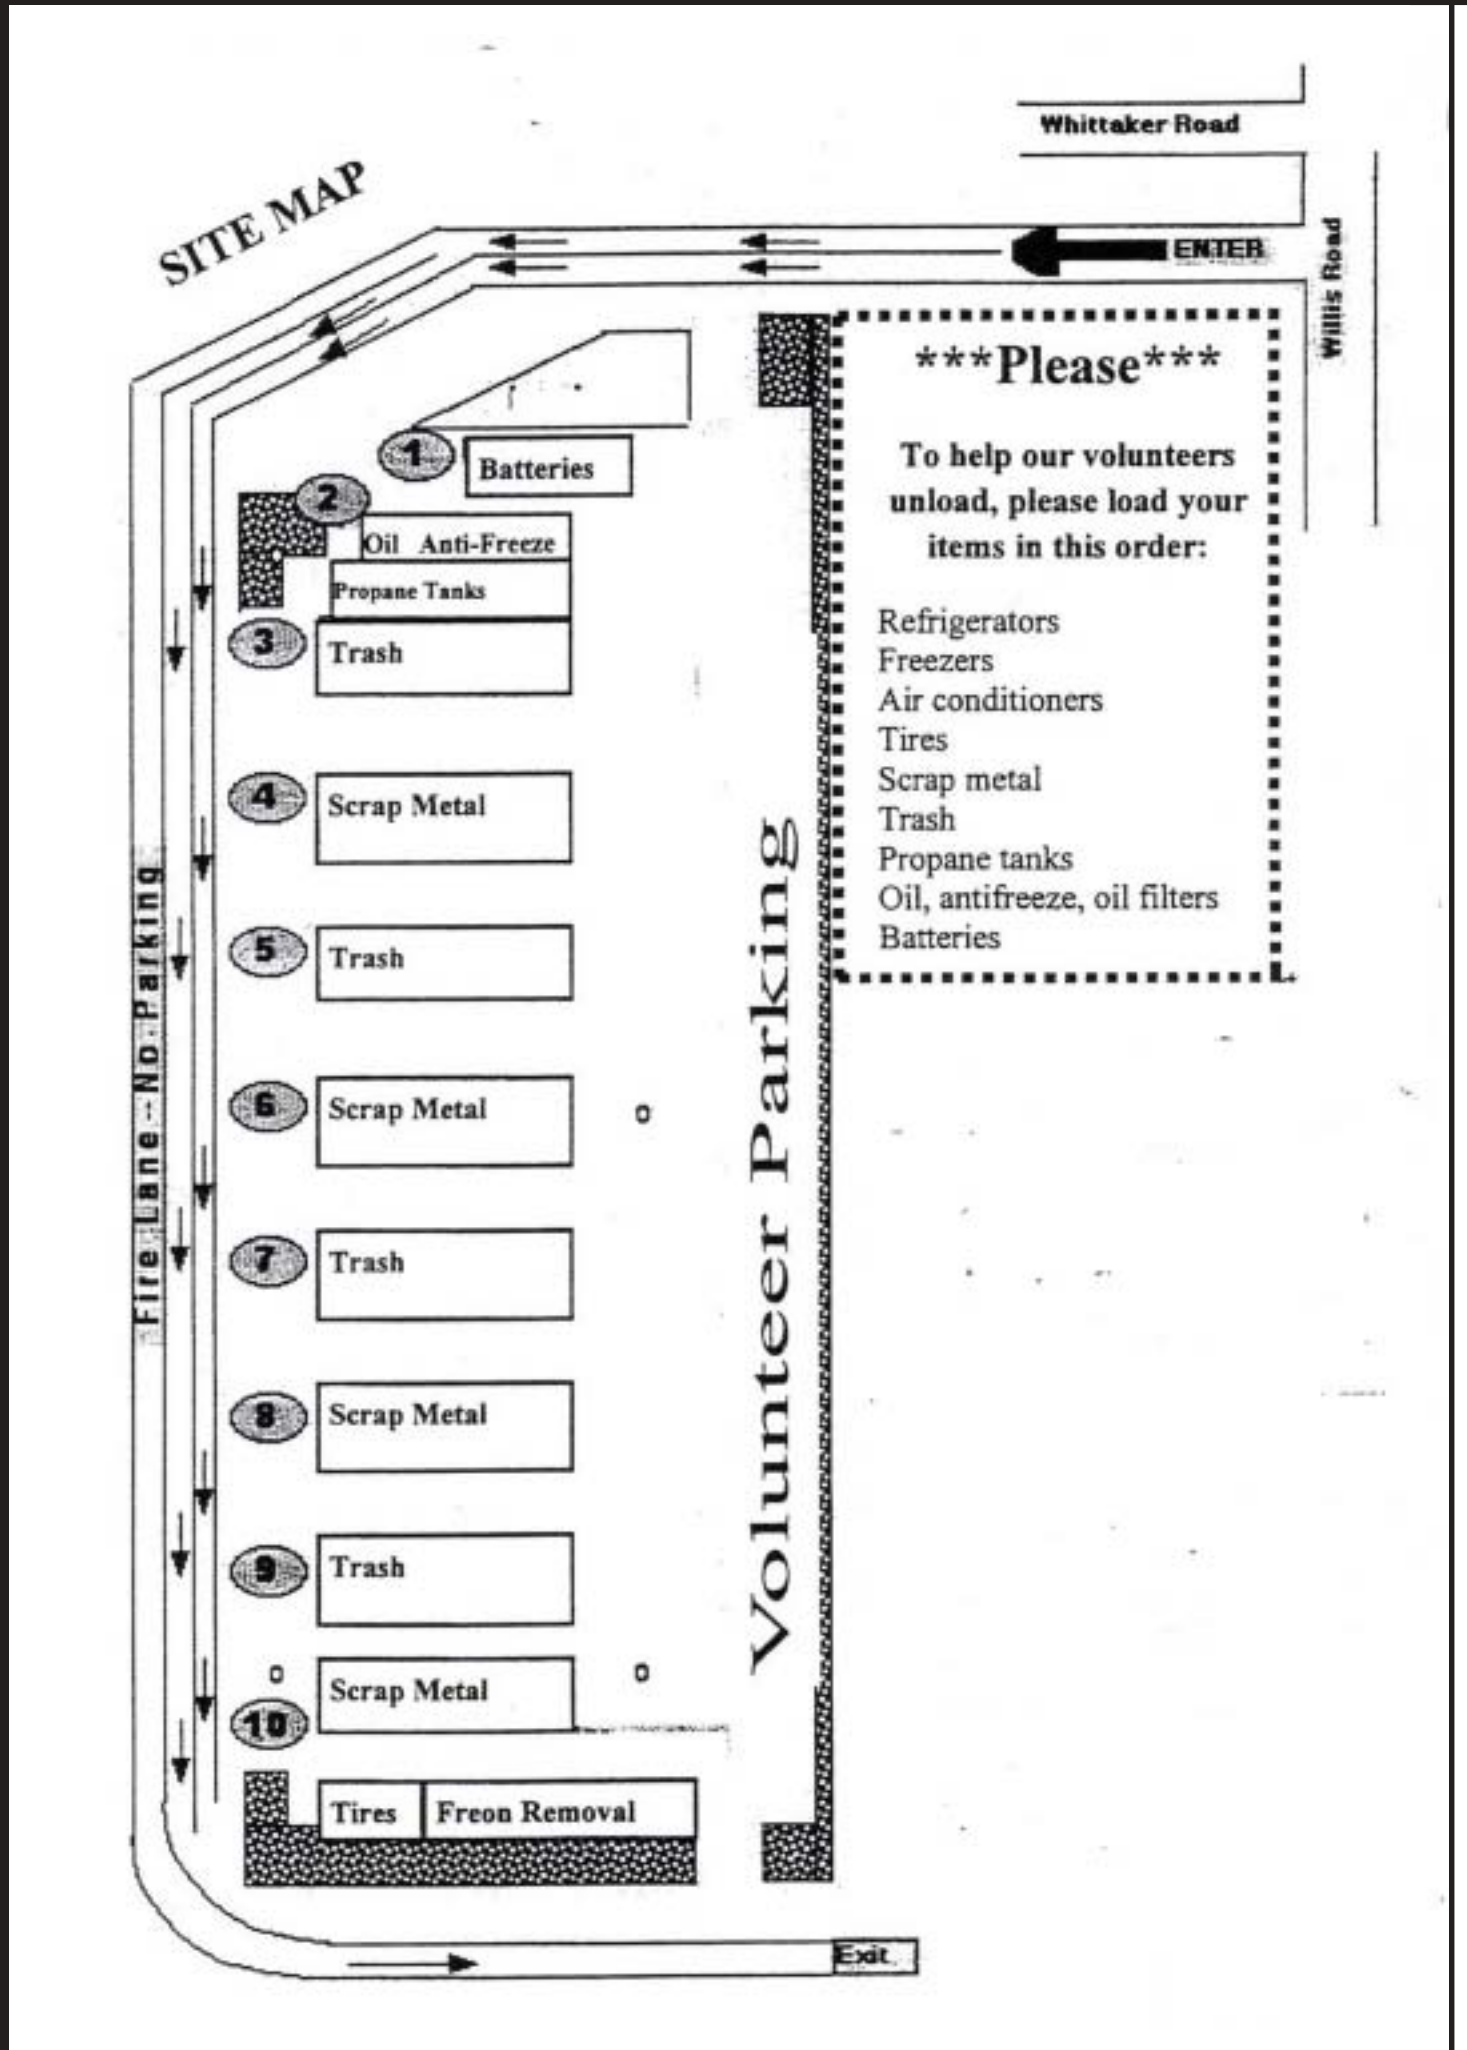 Whittaker Road
SITE MAP
ENTER
Willis Road
***Please***
To help our volunteers
unload, please load your
items in this order:
Refrigerators
Freezers
Air conditioners
Tires
Scrap metal
Trash
Propane tanks
Oil, antifreeze, oil filters
Batteries
1
Batteries
2
Oil Anti-Freeze
Propane Tanks
3
Trash
4
Scrap Metal
5
Trash
6
Scrap Metal
7
Trash
8
Scrap Metal
9
Trash
10
Scrap Metal
Tires
Freon Removal
Fire Lane--No Parking
Volunteer Parking
Exit